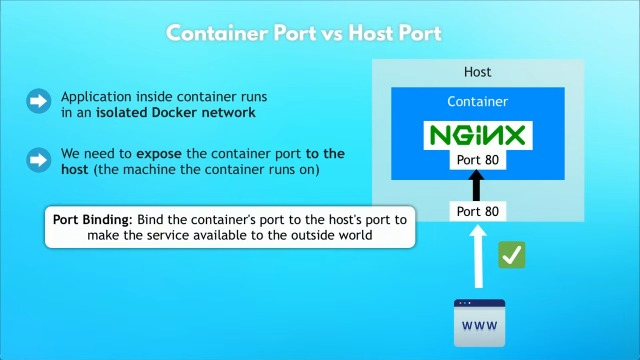 Container Port vs Host Port
Application inside container runs
in an isolated Docker network
We need to expose the container port to the
host (the machine the container runs on)
Port Binding: Bind the container's port to the host's port to
make the service available to the outside world
Host
Container
NGiNX
Port 80
Port 80
www